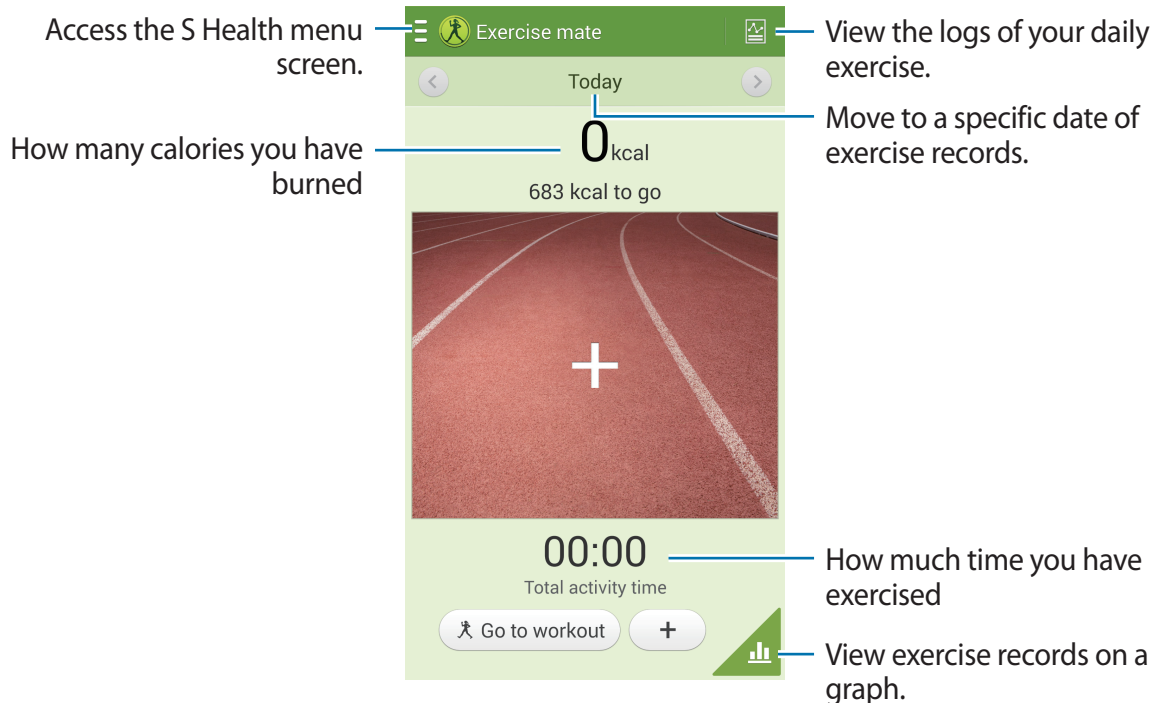 Access the S Health menu
screen.
Exercise mate
View the logs of your daily
exercise.
Today
Move to a specific date of
exercise records.
How many calories you have
burned
0 kcal
683 kcal to go
00:00
Total activity time
How much time you have
exercised
Go to workout
+
View exercise records on a
graph.